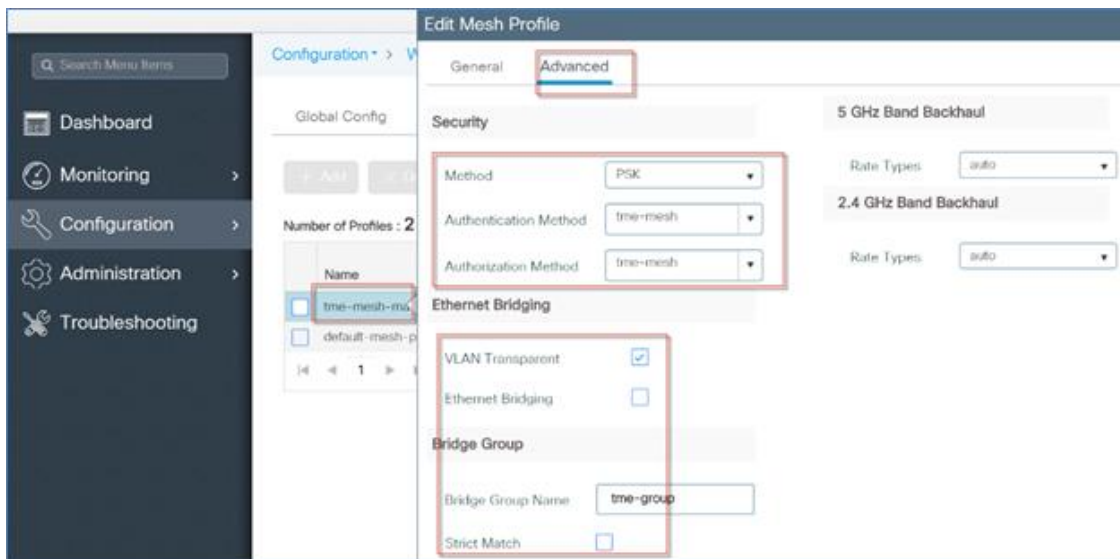 Edit Mesh Profile
Search Menu Items
Dashboard
Monitoring
Configuration
Administration
Troubleshooting
Configuration >
Global Config
+ Add
Number of Profiles : 2
Name
tme-mesh-ma
default-mesh-p
1
General
Advanced
Security
Method
PSK
Authentication Method
tme-mesh
Authorization Method
tme-mesh
Ethernet Bridging
VLAN Transparent
Ethernet Bridging
Bridge Group
Bridge Group Name
tme-group
Strict Match
5 GHz Band Backhaul
Rate Types
auto
2.4 GHz Band Backhaul
Rate Types
auto